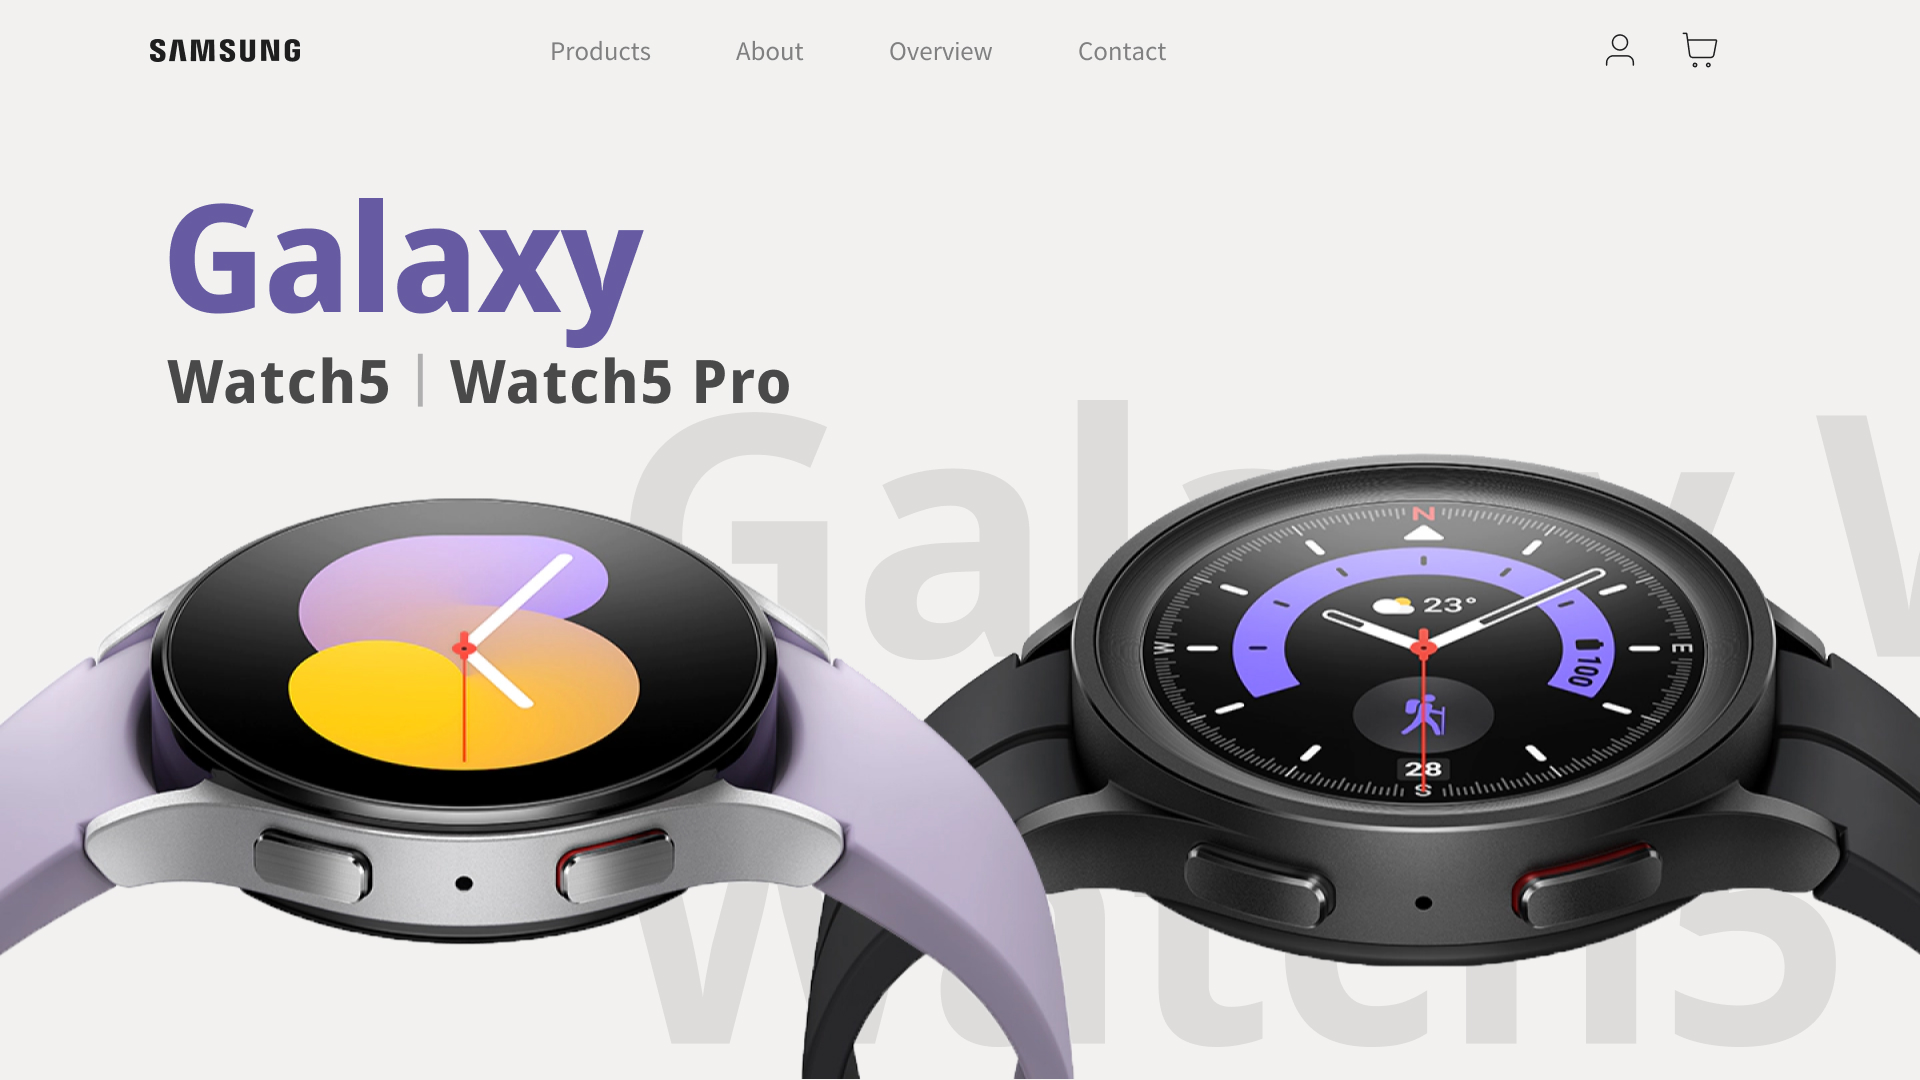 SAMSUNG
Products
About
Overview
Contact
Galaxy
Watch5 | Watch5 Pro
Galaxy W
Watch5
N
23°
W
E
100
28
S